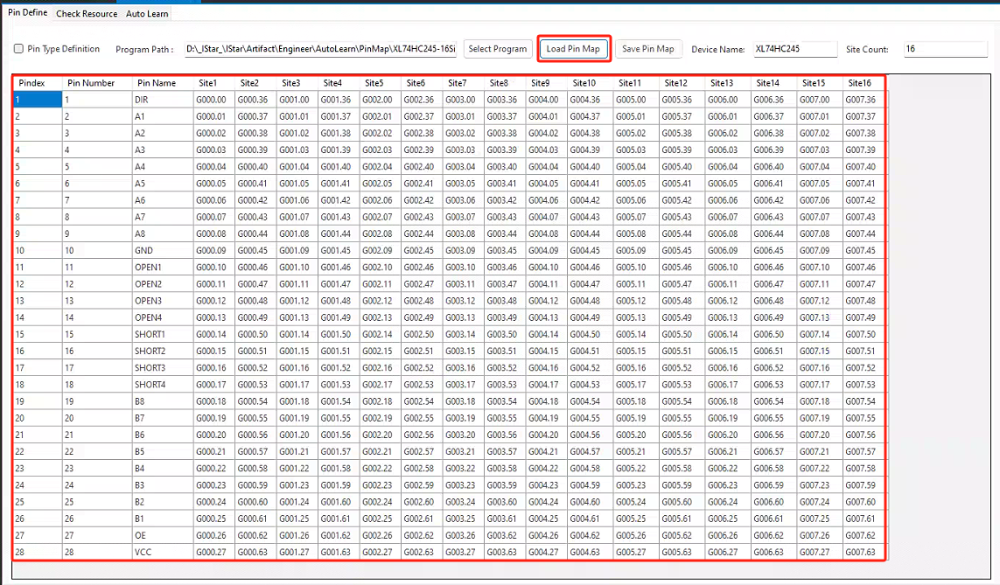 Pin Define Check Resource Auto Learn
Pin Type Definition Program Path : D:\_IStar_\IStar\Artifact\Engineer\AutoLearn\PinMap\XL74HC245-16Si Select Program Load Pin Map Save Pin Map Device Name: XL74HC245 Site Count: 16
Pindex Pin Number Pin Name Site1 Site2 Site3 Site4 Site5 Site6 Site7 Site8 Site9 Site10 Site11 Site12 Site13 Site14 Site15 Site16
1 1 DIR G000.00 G000.36 G001.00 G001.36 G002.00 G002.36 G003.00 G003.36 G004.00 G004.36 G005.00 G005.36 G006.00 G006.36 G007.00 G007.36
2 2 A1 G000.01 G000.37 G001.01 G001.37 G002.01 G002.37 G003.01 G003.37 G004.01 G004.37 G005.01 G005.37 G006.01 G006.37 G007.01 G007.37
3 3 A2 G000.02 G000.38 G001.02 G001.38 G002.02 G002.38 G003.02 G003.38 G004.02 G004.38 G005.02 G005.38 G006.02 G006.38 G007.02 G007.38
4 4 A3 G000.03 G000.39 G001.03 G001.39 G002.03 G002.39 G003.03 G003.39 G004.03 G004.39 G005.03 G005.39 G006.03 G006.39 G007.03 G007.39
5 5 A4 G000.04 G000.40 G001.04 G001.40 G002.04 G002.40 G003.04 G003.40 G004.04 G004.40 G005.04 G005.40 G006.04 G006.40 G007.04 G007.40
6 6 A5 G000.05 G000.41 G001.05 G001.41 G002.05 G002.41 G003.05 G003.41 G004.05 G004.41 G005.05 G005.41 G006.05 G006.41 G007.05 G007.41
7 7 A6 G000.06 G000.42 G001.06 G001.42 G002.06 G002.42 G003.06 G003.42 G004.06 G004.42 G005.06 G005.42 G006.06 G006.42 G007.06 G007.42
8 8 A7 G000.07 G000.43 G001.07 G001.43 G002.07 G002.43 G003.07 G003.43 G004.07 G004.43 G005.07 G005.43 G006.07 G006.43 G007.07 G007.43
9 9 A8 G000.08 G000.44 G001.08 G001.44 G002.08 G002.44 G003.08 G003.44 G004.08 G004.44 G005.08 G005.44 G006.08 G006.44 G007.08 G007.44
10 10 GND G000.09 G000.45 G001.09 G001.45 G002.09 G002.45 G003.09 G003.45 G004.09 G004.45 G005.09 G005.45 G006.09 G006.45 G007.09 G007.45
11 11 OPEN1 G000.10 G000.46 G001.10 G001.46 G002.10 G002.46 G003.10 G003.46 G004.10 G004.46 G005.10 G005.46 G006.10 G006.46 G007.10 G007.46
12 12 OPEN2 G000.11 G000.47 G001.11 G001.47 G002.11 G002.47 G003.11 G003.47 G004.11 G004.47 G005.11 G005.47 G006.11 G006.47 G007.11 G007.47
13 13 OPEN3 G000.12 G000.48 G001.12 G001.48 G002.12 G002.48 G003.12 G003.48 G004.12 G004.48 G005.12 G005.48 G006.12 G006.48 G007.12 G007.48
14 14 OPEN4 G000.13 G000.49 G001.13 G001.49 G002.13 G002.49 G003.13 G003.49 G004.13 G004.49 G005.13 G005.49 G006.13 G006.49 G007.13 G007.49
15 15 SHORT1 G000.14 G000.50 G001.14 G001.50 G002.14 G002.50 G003.14 G003.50 G004.14 G004.50 G005.14 G005.50 G006.14 G006.50 G007.14 G007.50
16 16 SHORT2 G000.15 G000.51 G001.15 G001.51 G002.15 G002.51 G003.15 G003.51 G004.15 G004.51 G005.15 G005.51 G006.15 G006.51 G007.15 G007.51
17 17 SHORT3 G000.16 G000.52 G001.16 G001.52 G002.16 G002.52 G003.16 G003.52 G004.16 G004.52 G005.16 G005.52 G006.16 G006.52 G007.16 G007.52
18 18 SHORT4 G000.17 G000.53 G001.17 G001.53 G002.17 G002.53 G003.17 G003.53 G004.17 G004.53 G005.17 G005.53 G006.17 G006.53 G007.17 G007.53
19 19 B8 G000.18 G000.54 G001.18 G001.54 G002.18 G002.54 G003.18 G003.54 G004.18 G004.54 G005.18 G005.54 G006.18 G006.54 G007.18 G007.54
20 20 B7 G000.19 G000.55 G001.19 G001.55 G002.19 G002.55 G003.19 G003.55 G004.19 G004.55 G005.19 G005.55 G006.19 G006.55 G007.19 G007.55
21 21 B6 G000.20 G000.56 G001.20 G001.56 G002.20 G002.56 G003.20 G003.56 G004.20 G004.56 G005.20 G005.56 G006.20 G006.56 G007.20 G007.56
22 22 B5 G000.21 G000.57 G001.21 G001.57 G002.21 G002.57 G003.21 G003.57 G004.21 G004.57 G005.21 G005.57 G006.21 G006.57 G007.21 G007.57
23 23 B4 G000.22 G000.58 G001.22 G001.58 G002.22 G002.58 G003.22 G003.58 G004.22 G004.58 G005.22 G005.58 G006.22 G006.58 G007.22 G007.58
24 24 B3 G000.23 G000.59 G001.23 G001.59 G002.23 G002.59 G003.23 G003.59 G004.23 G004.59 G005.23 G005.59 G006.23 G006.59 G007.23 G007.59
25 25 B2 G000.24 G000.60 G001.24 G001.60 G002.24 G002.60 G003.24 G003.60 G004.24 G004.60 G005.24 G005.60 G006.24 G006.60 G007.24 G007.60
26 26 B1 G000.25 G000.61 G001.25 G001.61 G002.25 G002.61 G003.25 G003.61 G004.25 G004.61 G005.25 G005.61 G006.25 G006.61 G007.25 G007.61
27 27 OE G000.26 G000.62 G001.26 G001.62 G002.26 G002.62 G003.26 G003.62 G004.26 G004.62 G005.26 G005.62 G006.26 G006.62 G007.26 G007.62
28 28 VCC G000.27 G000.63 G001.27 G001.63 G002.27 G002.63 G003.27 G003.63 G004.27 G004.63 G005.27 G005.63 G006.27 G006.63 G007.27 G007.63